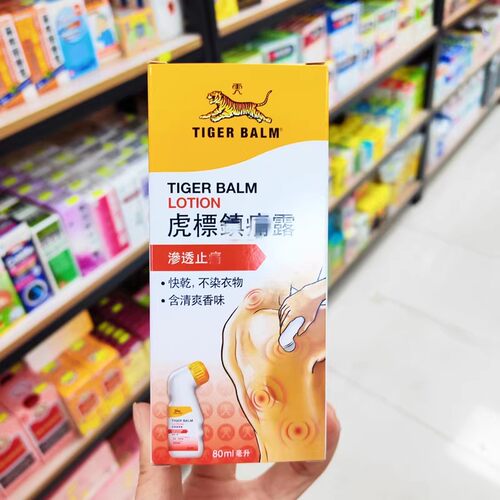 TIGER BALM®
TIGER BALM
LOTION
虎標鎮痛露
滲透止痛
• 快乾, 不染衣物
• 含清爽香味
TIGER BALM
80ml 毫升